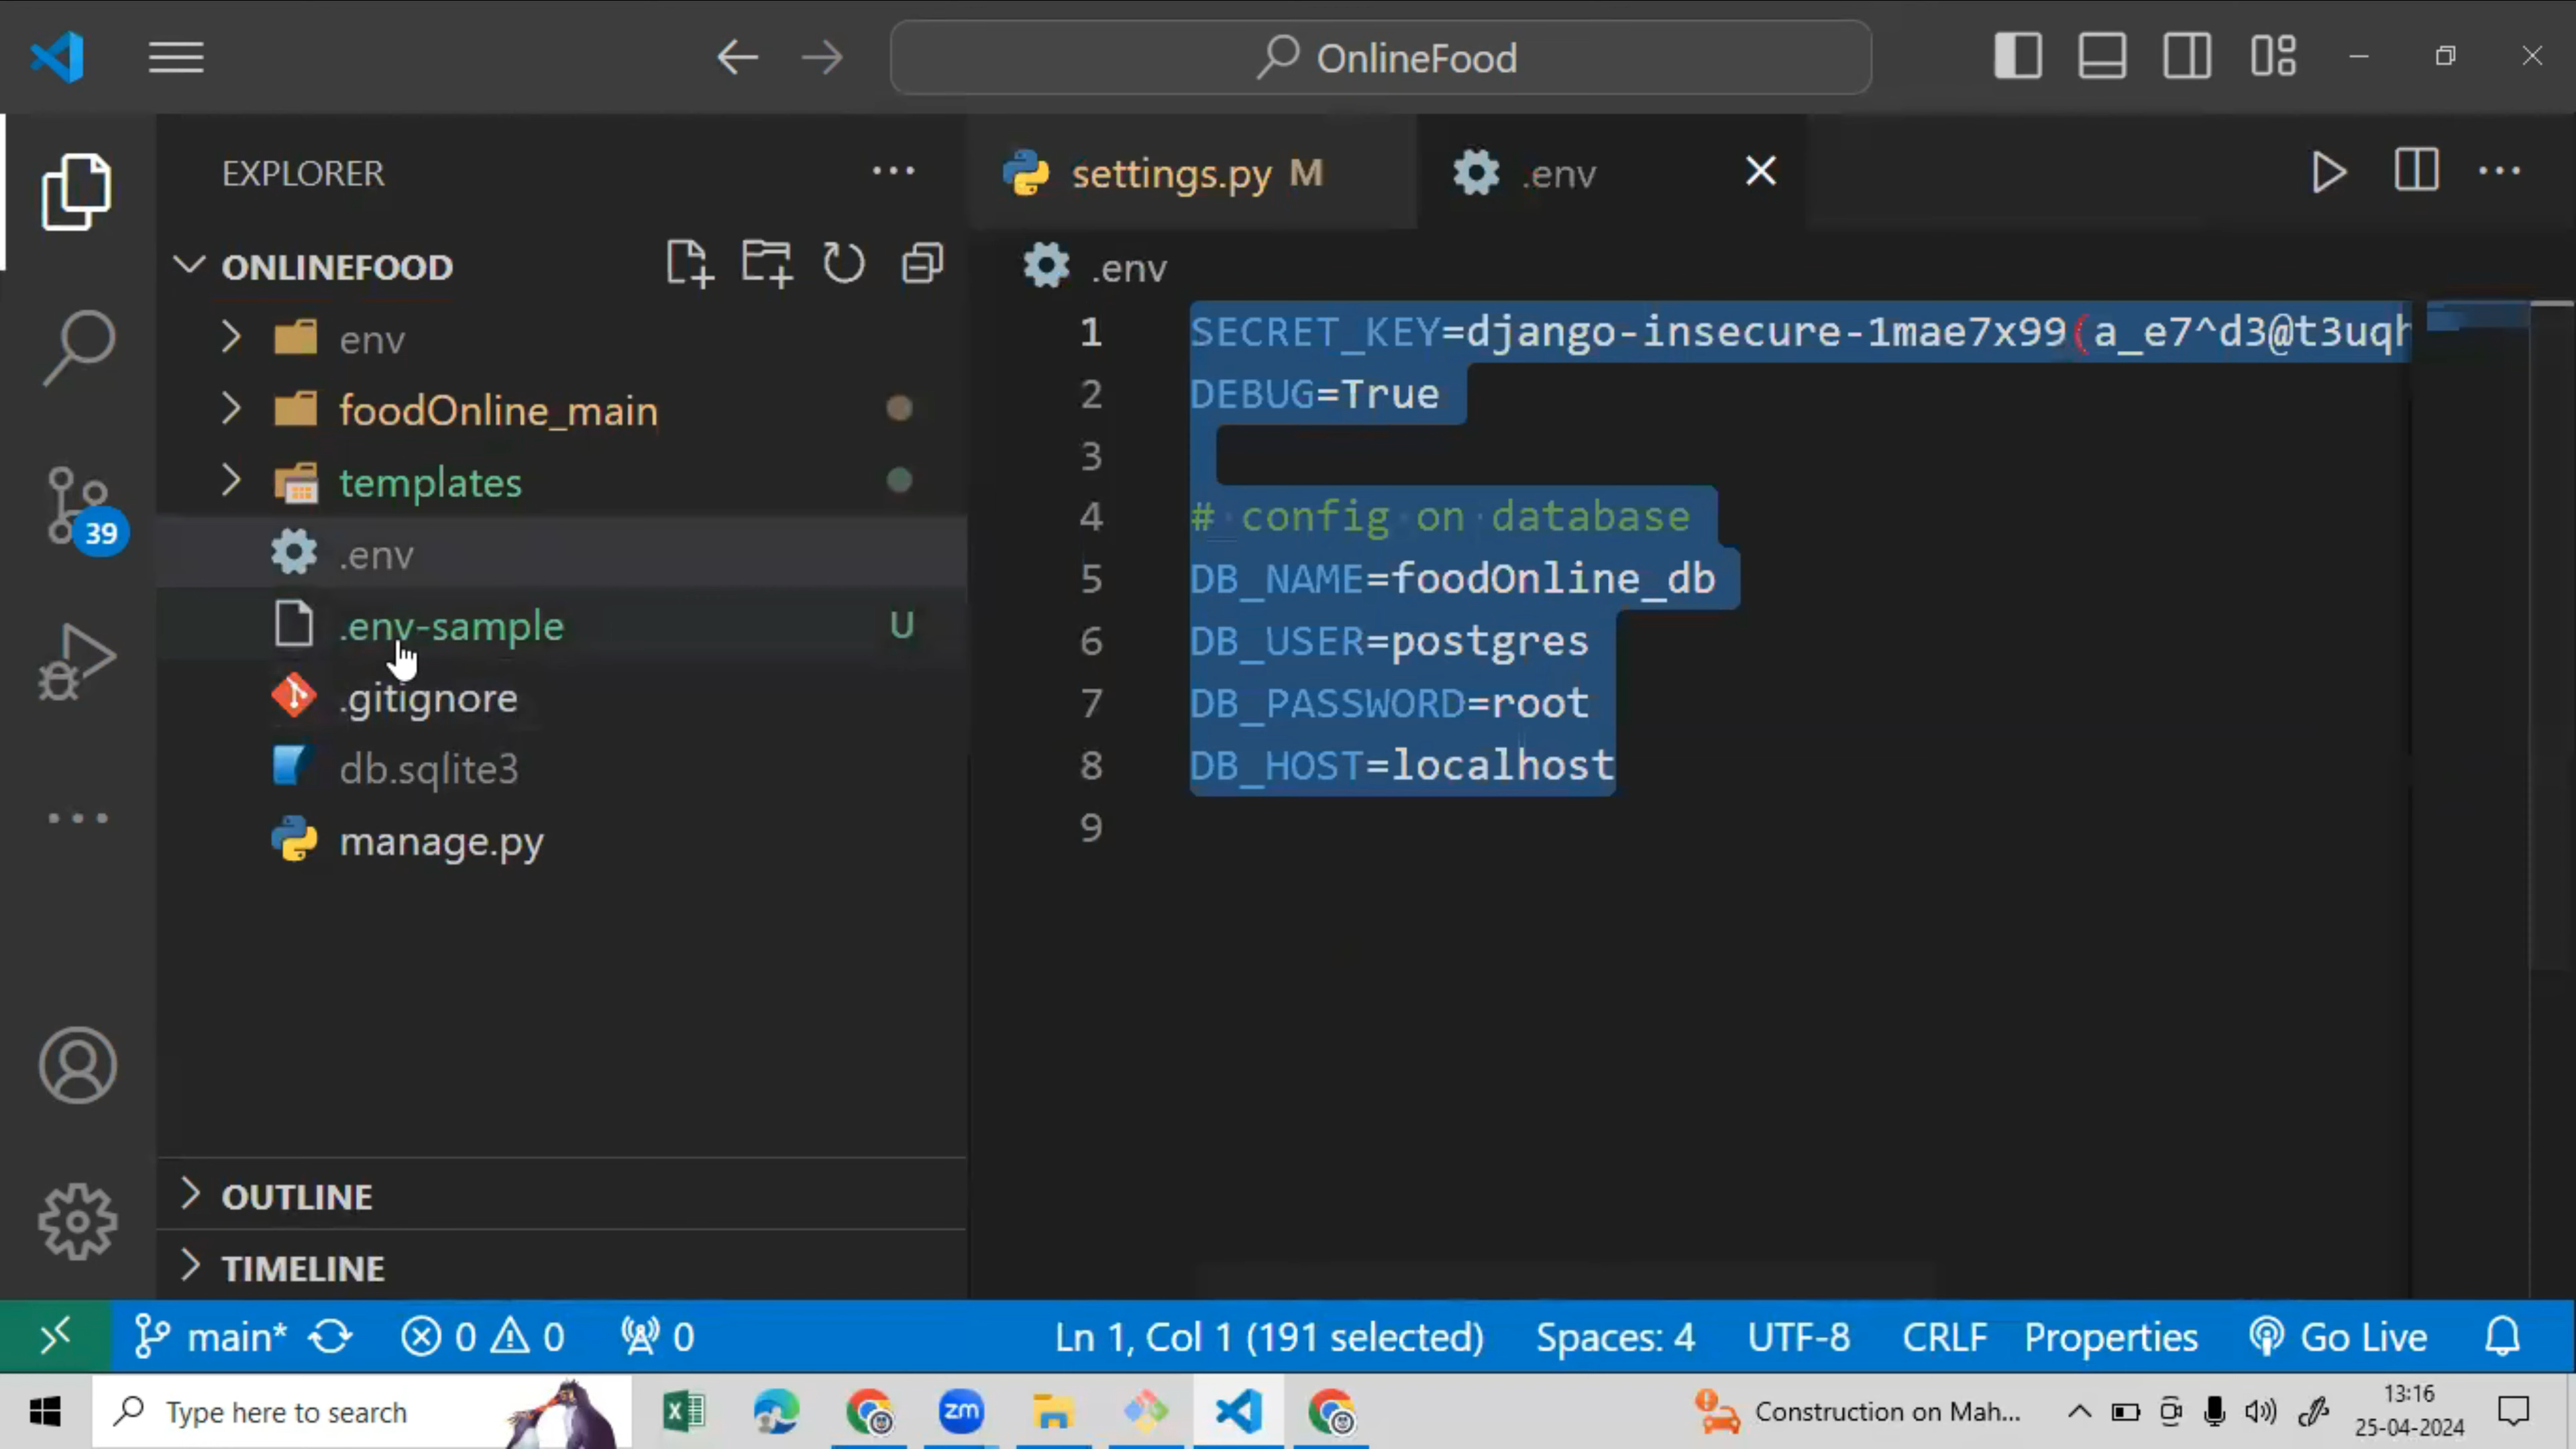 OnlineFood
EXPLORER
settings.py M
.env
ONLINEFOOD
.env
env
foodOnline_main
templates
.env
.env-sample U
.gitignore
db.sqlite3
manage.py
39
1 SECRET_KEY=django-insecure-1mae7x99(a_e7^d3@t3uqh
2 DEBUG=True
3
4 # config on database
5 DB_NAME=foodOnline_db
6 DB_USER=postgres
7 DB_PASSWORD=root
8 DB_HOST=localhost
9
OUTLINE
TIMELINE
main* 0 0 0 Ln 1, Col 1 (191 selected) Spaces: 4 UTF-8 CRLF Properties Go Live
Type here to search
zm
Construction on Mah...
13:16
25-04-2024